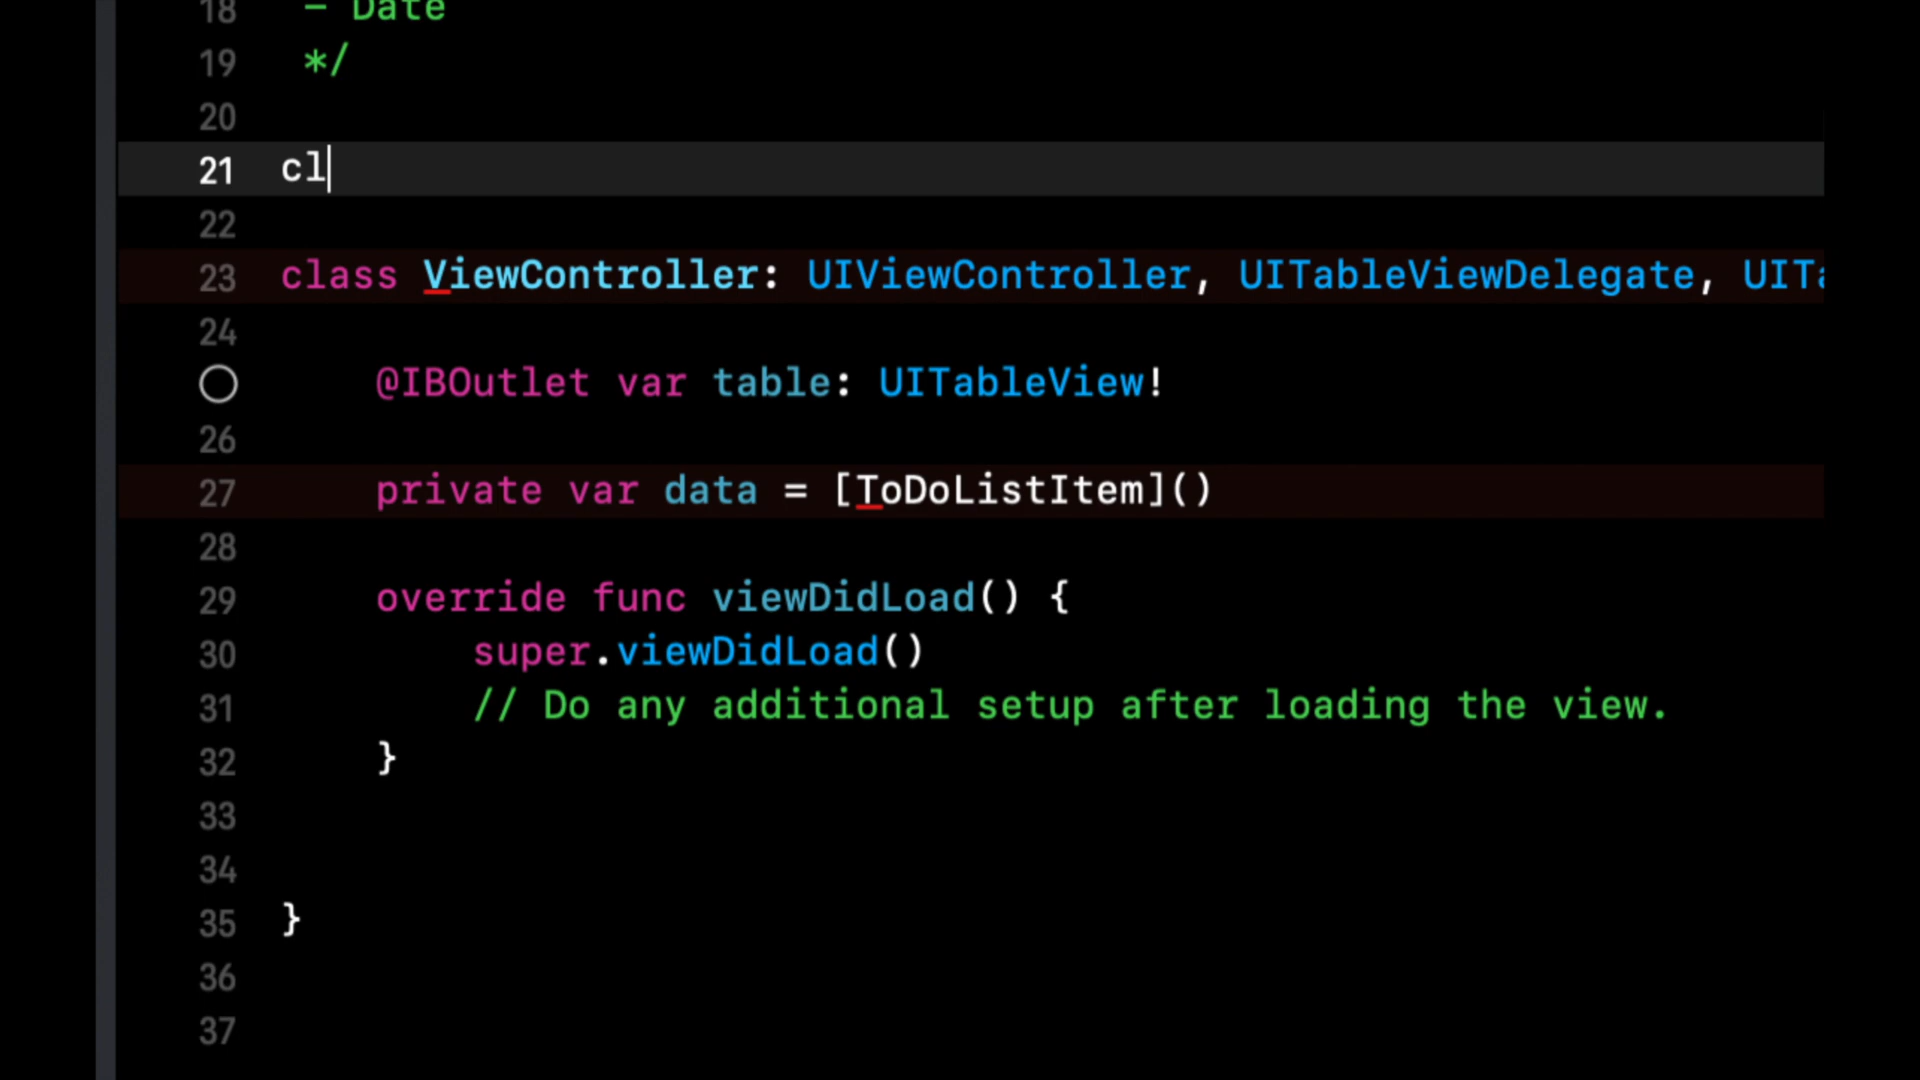 18 - Date
19 */
20
21 cl
22
23 class ViewController: UIViewController, UITableViewDelegate, UITa
24
@IBOutlet var table: UITableView!
26
27 private var data = [ToDoListItem]()
28
29 override func viewDidLoad() {
30 super.viewDidLoad()
31 // Do any additional setup after loading the view.
32 }
33
34
35 }
36
37